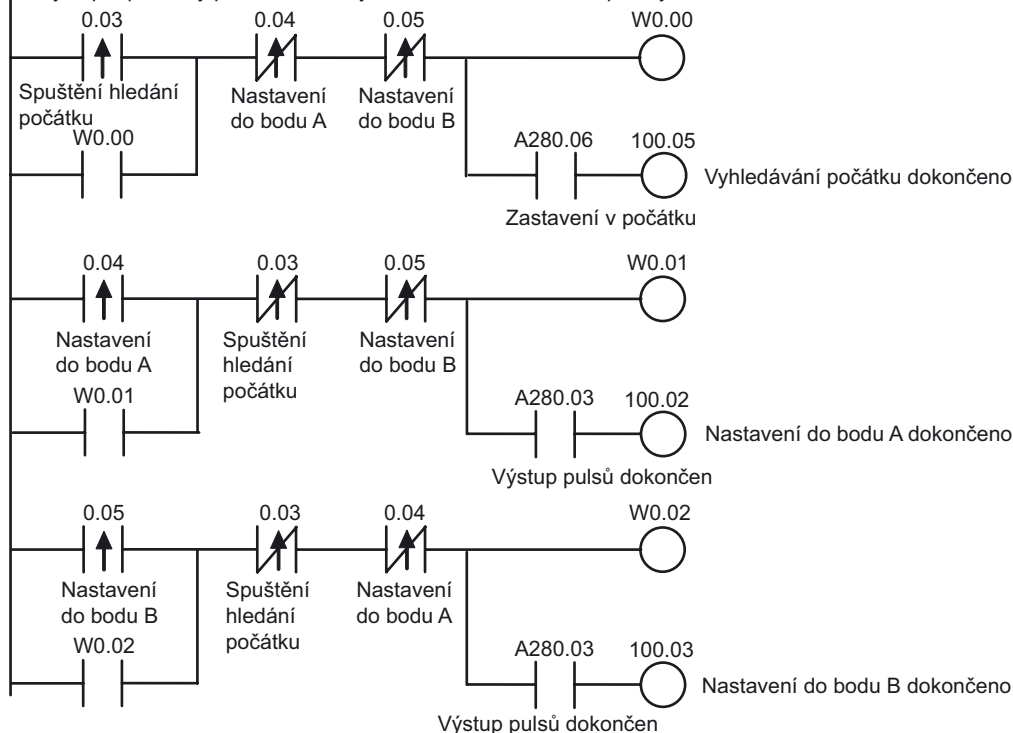 0.03 0.04 0.05 W0.00
Spuštění hledání
počátku
Nastavení
do bodu A
Nastavení
do bodu B
W0.00
A280.06 100.05
Vyhledávání počátku dokončeno
Zastavení v počátku
0.04 0.03 0.05 W0.01
Nastavení
do bodu A
Spuštění
hledání
počátku
Nastavení
do bodu B
W0.01
A280.03 100.02
Nastavení do bodu A dokončeno
Výstup pulsů dokončen
0.05 0.03 0.04 W0.02
Nastavení
do bodu B
Spuštění
hledání
počátku
Nastavení
do bodu A
W0.02
A280.03 100.03
Nastavení do bodu B dokončeno
Výstup pulsů dokončen